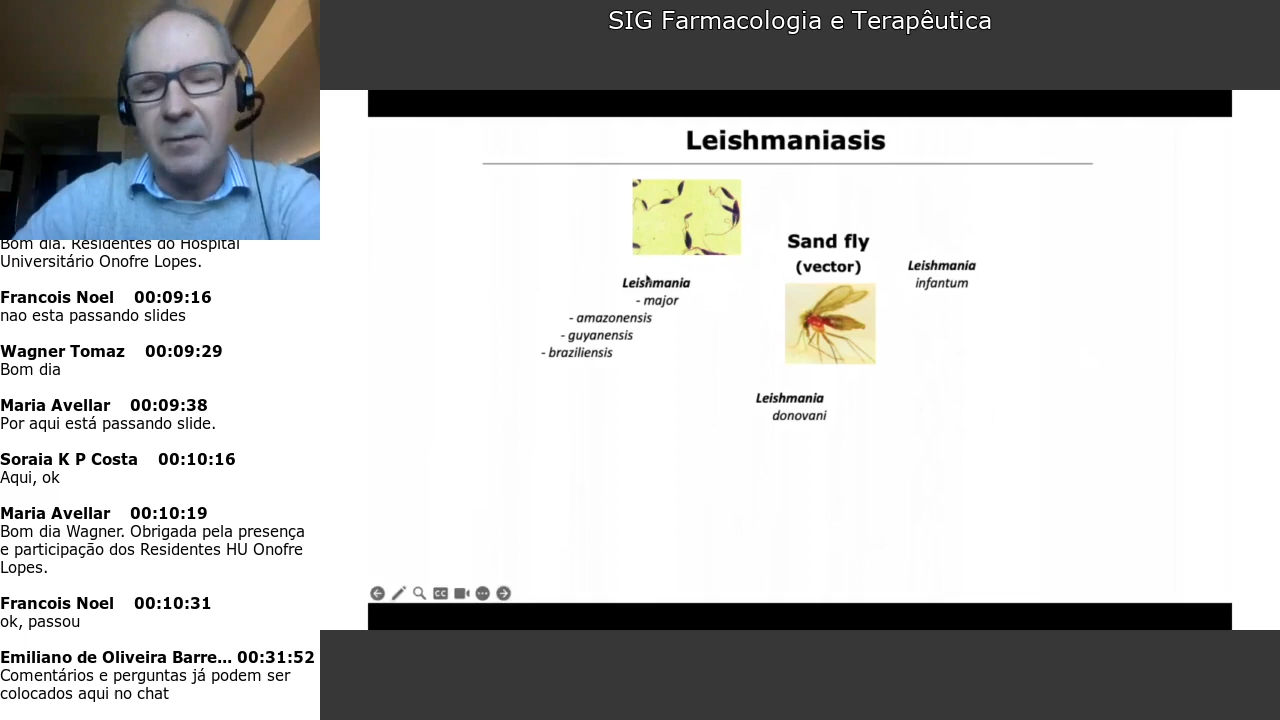 SIG Farmacologia e Terapêutica
Leishmaniasis
Sand fly
(vector)
Leishmania
- major
- amazonensis
- guyanensis
- braziliensis
Leishmania
infantum
Leishmania
donovani
Bom dia. Residentes do Hospital
Universitário Onofre Lopes.
Francois Noel 00:09:16
nao esta passando slides
Wagner Tomaz 00:09:29
Bom dia
Maria Avellar 00:09:38
Por aqui está passando slide.
Soraia K P Costa 00:10:16
Aqui, ok
Maria Avellar 00:10:19
Bom dia Wagner. Obrigada pela presença
e participação dos Residentes HU Onofre
Lopes.
Francois Noel 00:10:31
ok, passou
Emiliano de Oliveira Barre... 00:31:52
Comentários e perguntas já podem ser
colocados aqui no chat
CC